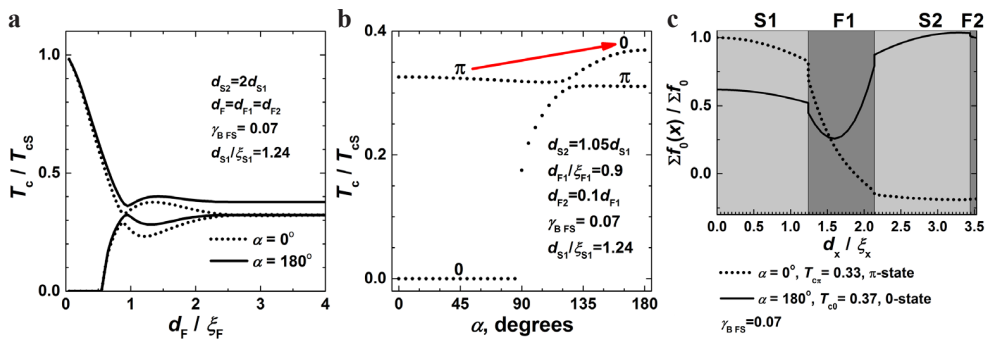 a
T_c / T_cS
1.0
0.5
0.0
d_S2=2d_S1
d_F=d_F1=d_F2
γ_B FS = 0.07
d_S1/ξ_S1=1.24
α = 0°
α = 180°
0 1 2 3 4
d_F / ξ_F
b
T_c / T_cS
0.4
0.2
0.0
π
0
π
d_S2=1.05d_S1
d_F1/ξ_F1=0.9
d_F2=0.1d_F1
γ_B FS = 0.07
d_S1/ξ_S1=1.24
0
0 45 90 135 180
α, degrees
c
S1 F1 S2 F2
Σf_0(x) / Σf_0
1.0
0.6
0.2
0.0
0.0 0.5 1.0 1.5 2.0 2.5 3.0 3.5
d_x / ξ_x
α = 0°, T_cπ = 0.33, π-state
α = 180°, T_c0 = 0.37, 0-state
γ_B FS=0.07